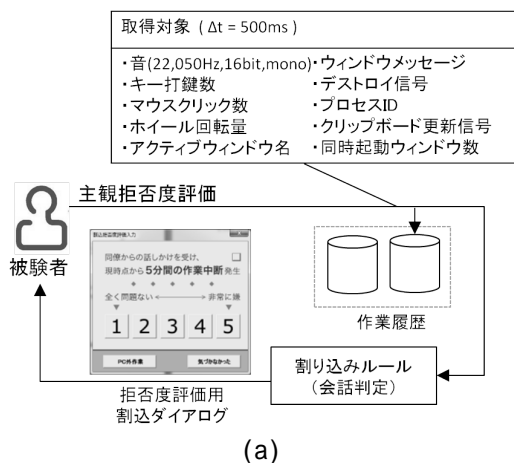 取得対象 ( Δt = 500ms )
・音(22,050Hz,16bit,mono)
・キー打鍵数
・マウスクリック数
・ホイール回転量
・アクティブウィンドウ名
・ウィンドウメッセージ
・デストロイ信号
・プロセスID
・クリップボード更新信号
・同時起動ウィンドウ数
主観拒否度評価
被験者
割込拒否度評価入力
同僚からの話しかけを受け、
現時点から5分間の作業中断発生
全く問題ない <-----> 非常に嫌
1 2 3 4 5
PC外作業 気づかなかった
拒否度評価用
割込ダイアログ
作業履歴
割り込みルール
(会話判定)
(a)